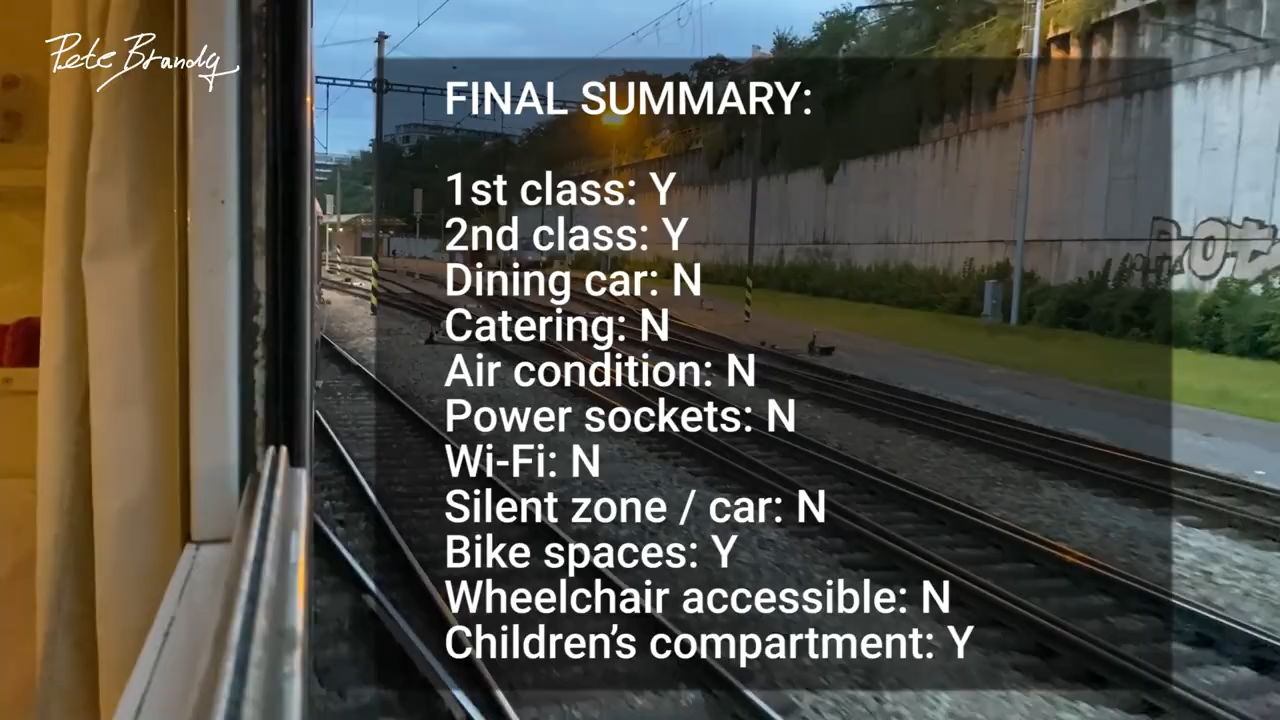 Pete Brandy
FINAL SUMMARY:
1st class: Y
2nd class: Y
Dining car: N
Catering: N
Air condition: N
Power sockets: N
Wi-Fi: N
Silent zone / car: N
Bike spaces: Y
Wheelchair accessible: N
Children’s compartment: Y